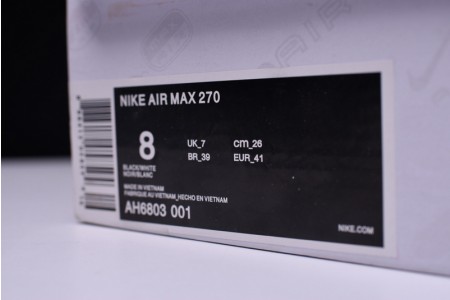 NIKE AIR MAX 270
8
UK_7 cm_26
BR_39 EUR_41
BLACK/WHITE
NOIR/BLANC
MADE IN VIETNAM
FABRIQUE AU VIETNAM_HECHO EN VIETNAM
AH6803 001
NIKE.COM